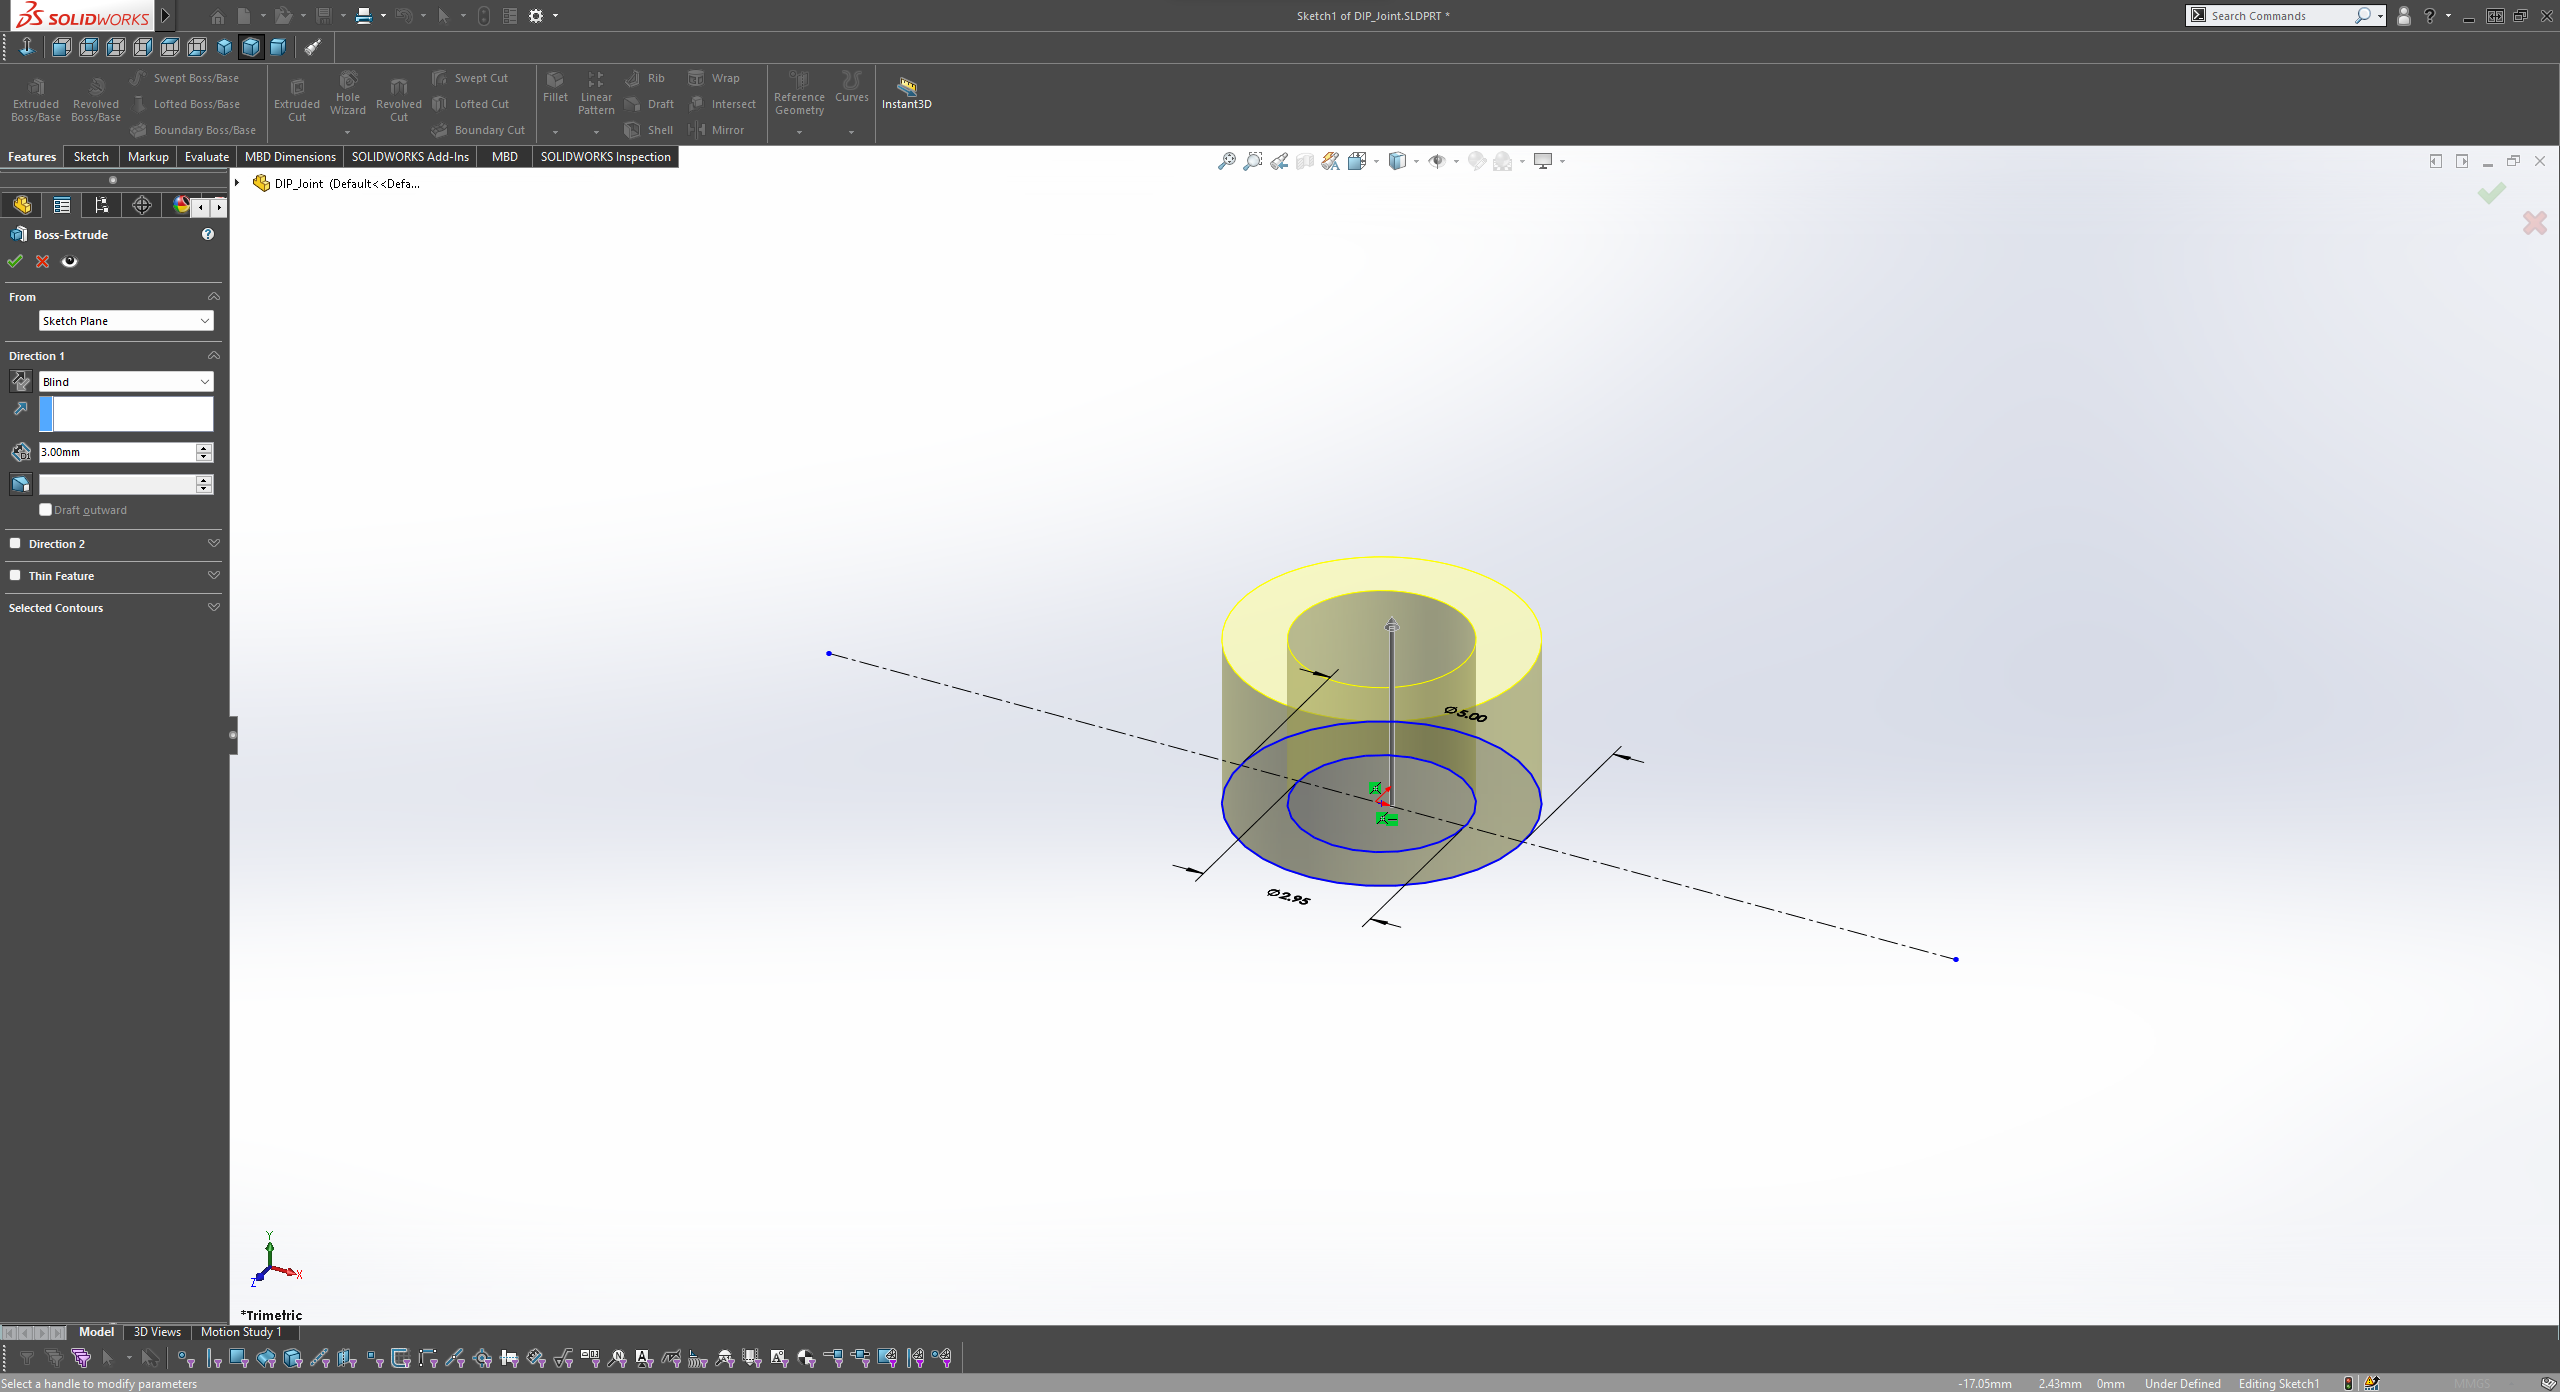 SOLIDWORKS
Sketch1 of DIP_Joint.SLDPRT *
Search Commands
Extruded Boss/Base
Revolved Boss/Base
Swept Boss/Base
Lofted Boss/Base
Boundary Boss/Base
Extruded Cut
Hole Wizard
Revolved Cut
Swept Cut
Lofted Cut
Boundary Cut
Fillet
Linear Pattern
Rib
Draft
Shell
Wrap
Intersect
Mirror
Reference Geometry
Curves
Instant3D
Features
Sketch
Markup
Evaluate
MBD Dimensions
SOLIDWORKS Add-Ins
MBD
SOLIDWORKS Inspection
DIP_Joint (Default<<Defa...
Boss-Extrude
From
Sketch Plane
Direction 1
Blind
3.00mm
Draft outward
Direction 2
Thin Feature
Selected Contours
Ø5.00
Ø2.95
Y
X
Z
*Trimetric
Model
3D Views
Motion Study 1
Select a handle to modify parameters
-17.05mm
2.43mm
0mm
Under Defined
Editing Sketch1
MMGS